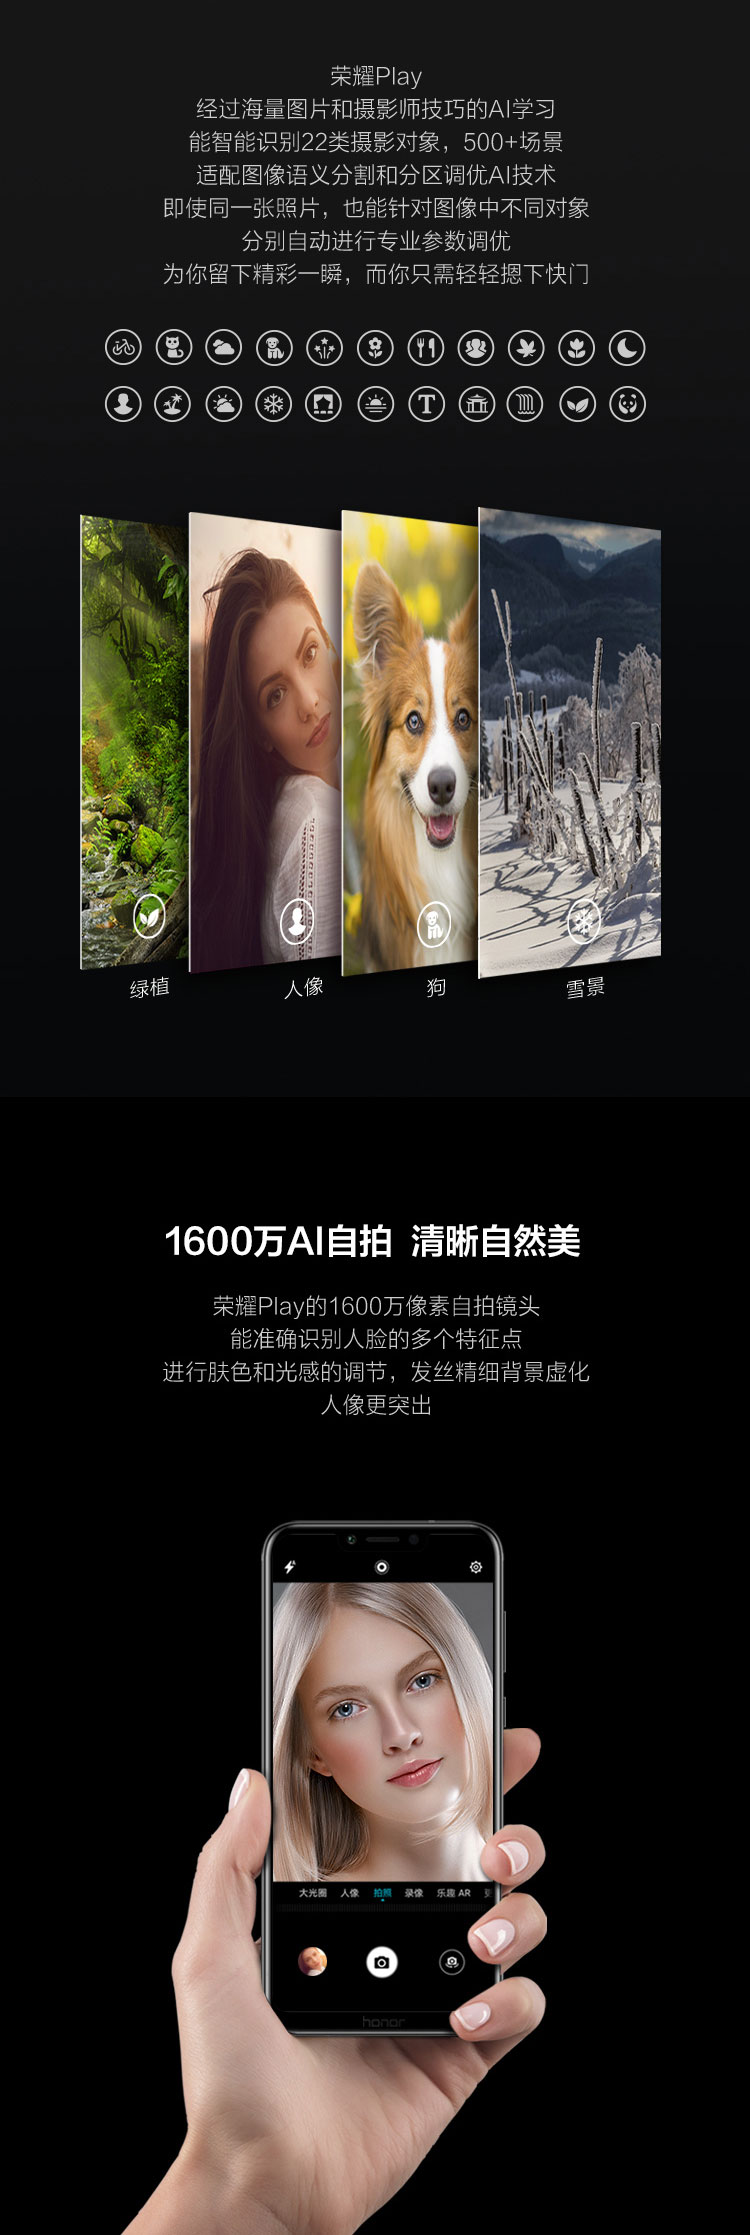 荣耀Play
经过海量图片和摄影师技巧的AI学习
能智能识别22类摄影对象，500+场景
适配图像语义分割和分区调优AI技术
即使同一张照片，也能针对图像中不同对象
分别自动进行专业参数调优
为你留下精彩一瞬，而你只需轻轻摁下快门
T
绿植 人像 狗 雪景
1600万AI自拍 清晰自然美
荣耀Play的1600万像素自拍镜头
能准确识别人脸的多个特征点
进行肤色和光感的调节，发丝精细背景虚化
人像更突出
大光圈 人像 拍照 录像 乐趣 AR
honor